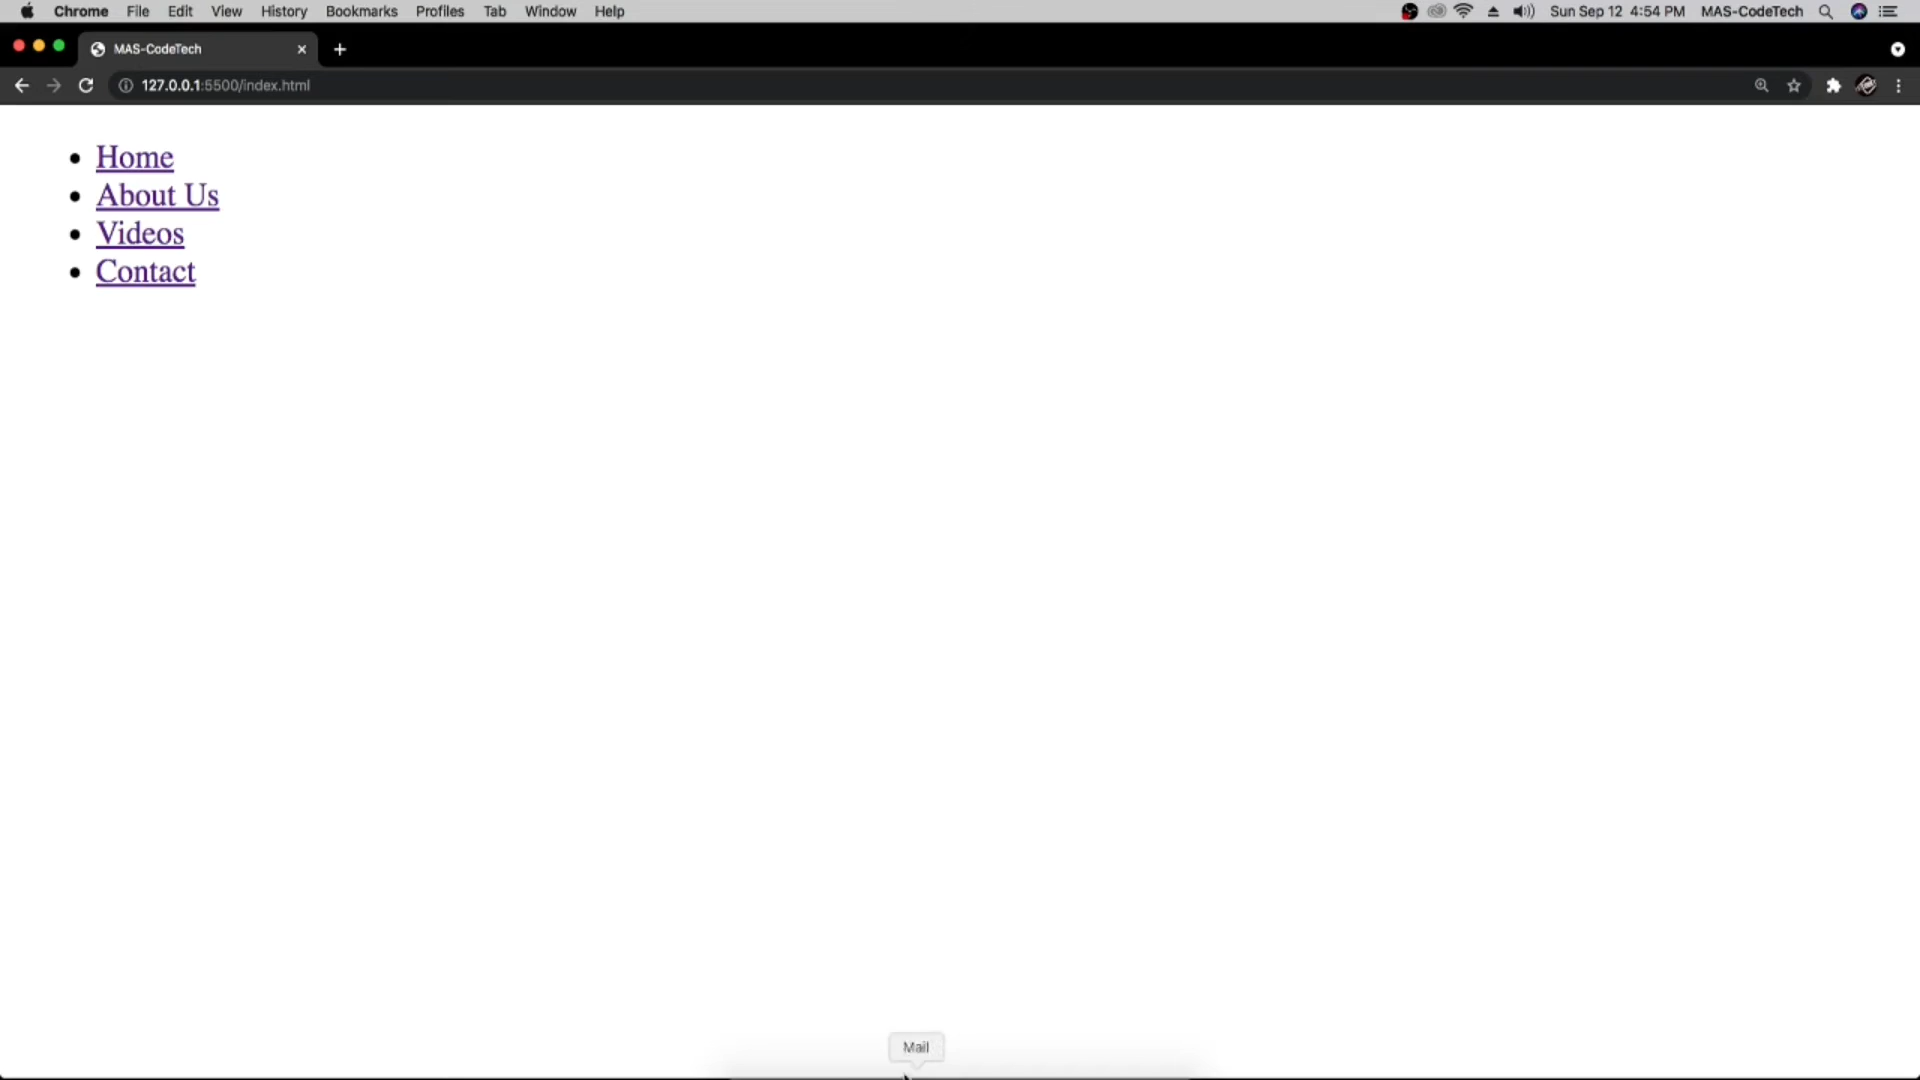 Chrome File Edit View History Bookmarks Profiles Tab Window Help Sun Sep 12 4:54 PM MAS-CodeTech
MAS-CodeTech
127.0.0.1:5500/index.html
Home
About Us
Videos
Contact
Mail